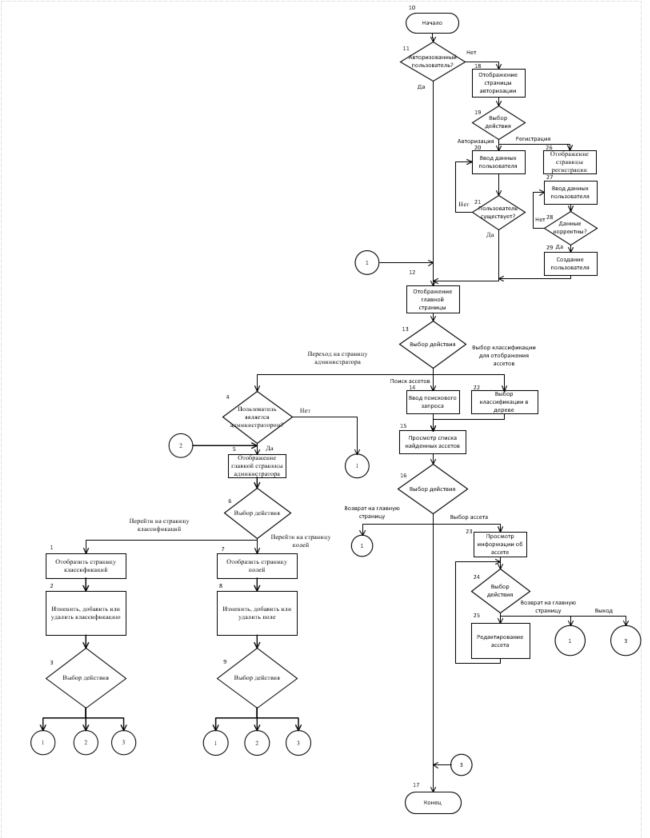 10
Начало
11
Авторизованный
пользователь?
Нет
Да
18
Отображение
страницы
авторизации
19
Выбор
действия
Авторизация
Регистрация
20
Ввод данных
пользователя
26
Отображение
страницы
регистрации
27
Ввод данных
пользователя
21
Пользователь
существует?
Нет
Да
28
Данные
корректны?
Нет
29
Да
Создание
пользователя
1
12
Отображение
главной
страницы
13
Выбор действия
Переход на страницу
администратора
Поиск ассетов
Выбор классификации
для отображения
ассетов
4
Пользователь
является
администратором?
Нет
Да
14
Ввод поискового
запроса
22
Выбор
классификации в
дереве
2
5
Отображение
главной страницы
администратора
1
15
Просмотр списка
найденных ассетов
6
Выбор действия
16
Выбор действия
Перейти на страницу
классификаций
Перейти на страницу
полей
Возврат на главную
страницу
Выбор ассета
1
23
Просмотр
информации об
ассете
1
Отобразить страницу
классификаций
7
Отобразить страницу
полей
24
Выбор
действия
2
Изменить, добавить или
удалить классификацию
8
Изменить, добавить или
удалить поле
Возврат на главную
страницу
Выход
25
Редактирование
ассета
1
3
3
Выбор действия
9
Выбор действия
1
2
3
1
2
3
3
17
Конец